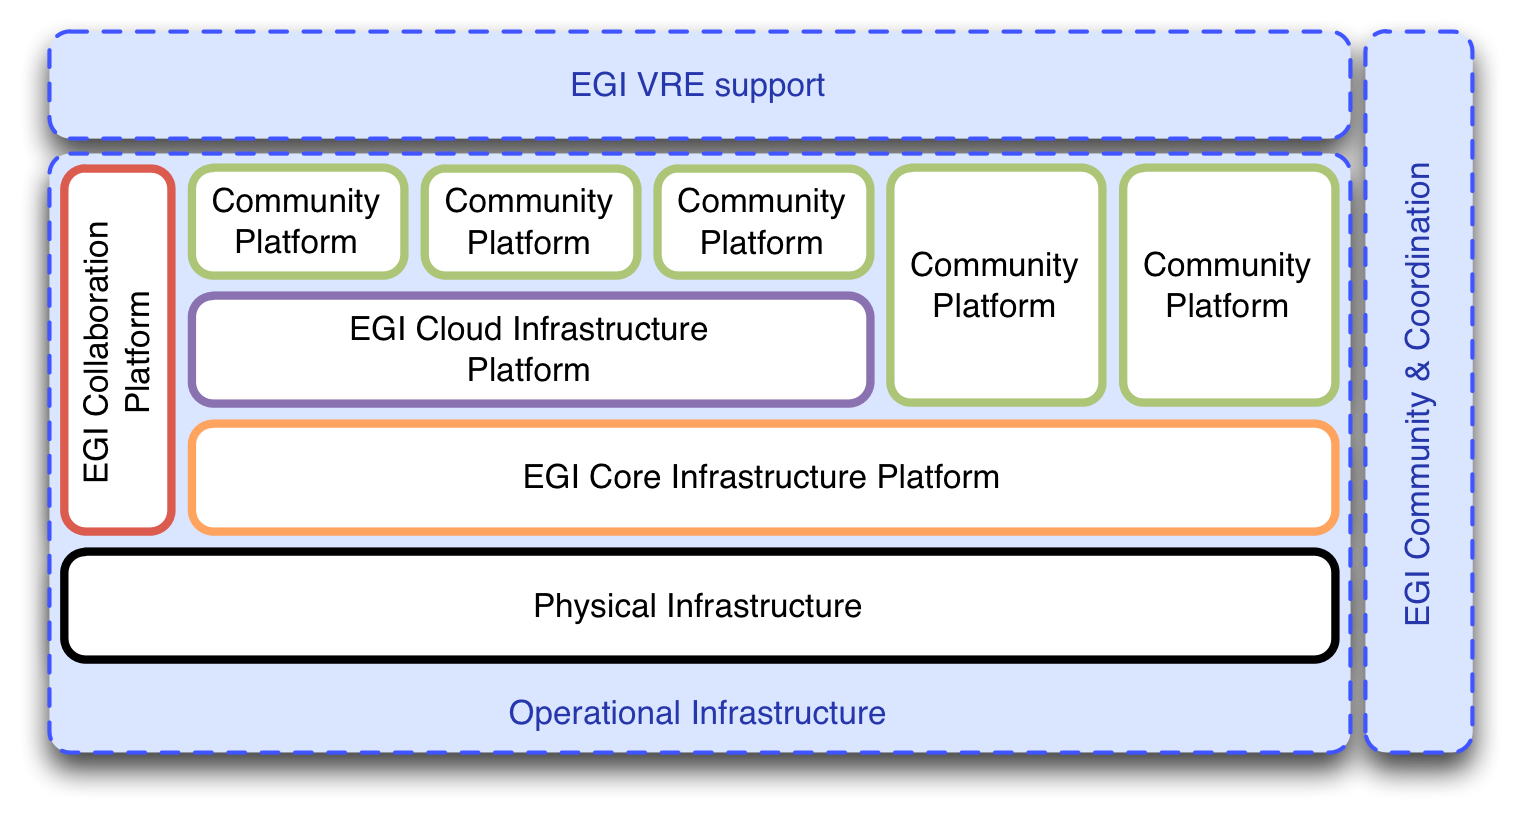 EGI VRE support
EGI Collaboration
Platform
Community
Platform
Community
Platform
Community
Platform
Community
Platform
Community
Platform
EGI Cloud Infrastructure
Platform
EGI Core Infrastructure Platform
Physical Infrastructure
Operational Infrastructure
EGI Community & Coordination